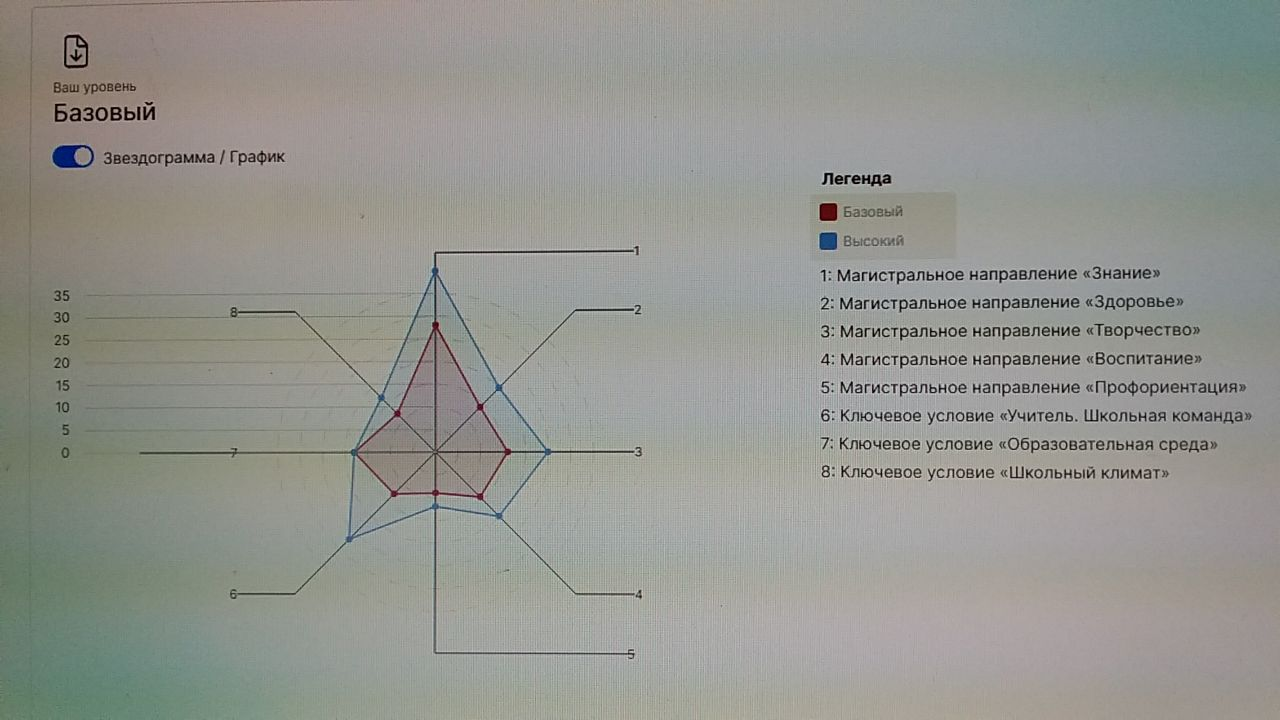 Ваш уровень
Базовый
Звездограмма / График
Легенда
Базовый
Высокий
1: Магистральное направление «Знание»
2: Магистральное направление «Здоровье»
3: Магистральное направление «Творчество»
4: Магистральное направление «Воспитание»
5: Магистральное направление «Профориентация»
6: Ключевое условие «Учитель. Школьная команда»
7: Ключевое условие «Образовательная среда»
8: Ключевое условие «Школьный климат»
35
30
25
20
15
10
5
0
1
2
3
4
5
6
7
8